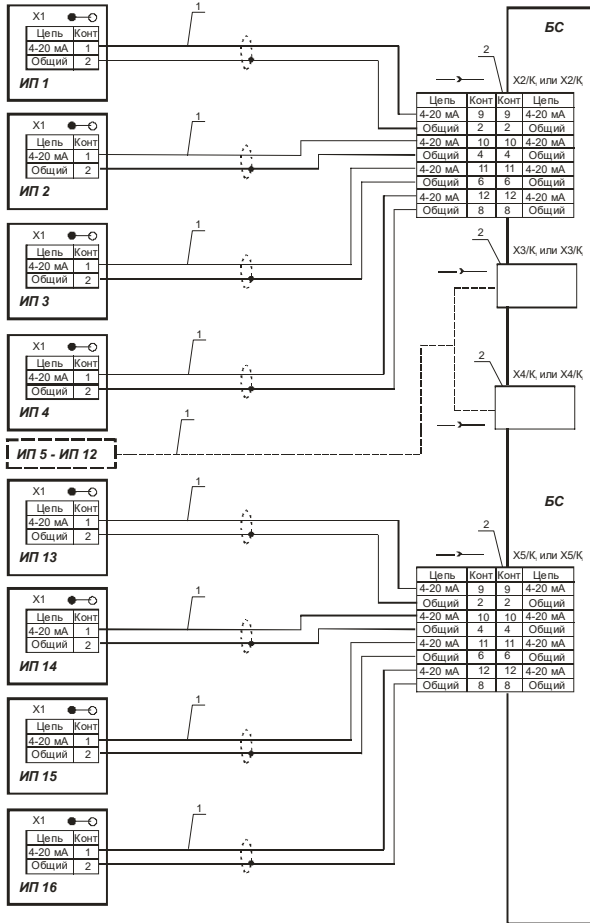 X1
Цепь Конт
4-20 мА 1
Общий 2
ИП 1
1
БС
2
X2/К, или X2/К,
Цепь Конт Конт Цепь
4-20 мА 9 9 4-20 мА
Общий 2 2 Общий
4-20 мА 10 10 4-20 мА
Общий 4 4 Общий
4-20 мА 11 11 4-20 мА
Общий 6 6 Общий
4-20 мА 12 12 4-20 мА
Общий 8 8 Общий
X1
Цепь Конт
4-20 мА 1
Общий 2
ИП 2
1
X1
Цепь Конт
4-20 мА 1
Общий 2
ИП 3
1
2
X3/К, или X3/К,
X1
Цепь Конт
4-20 мА 1
Общий 2
ИП 4
1
2
X4/К, или X4/К,
ИП 5 - ИП 12
1
X1
Цепь Конт
4-20 мА 1
Общий 2
ИП 13
1
БС
2
X5/К, или X5/К,
Цепь Конт Конт Цепь
4-20 мА 9 9 4-20 мА
Общий 2 2 Общий
4-20 мА 10 10 4-20 мА
Общий 4 4 Общий
4-20 мА 11 11 4-20 мА
Общий 6 6 Общий
4-20 мА 12 12 4-20 мА
Общий 8 8 Общий
X1
Цепь Конт
4-20 мА 1
Общий 2
ИП 14
1
X1
Цепь Конт
4-20 мА 1
Общий 2
ИП 15
1
X1
Цепь Конт
4-20 мА 1
Общий 2
ИП 16
1